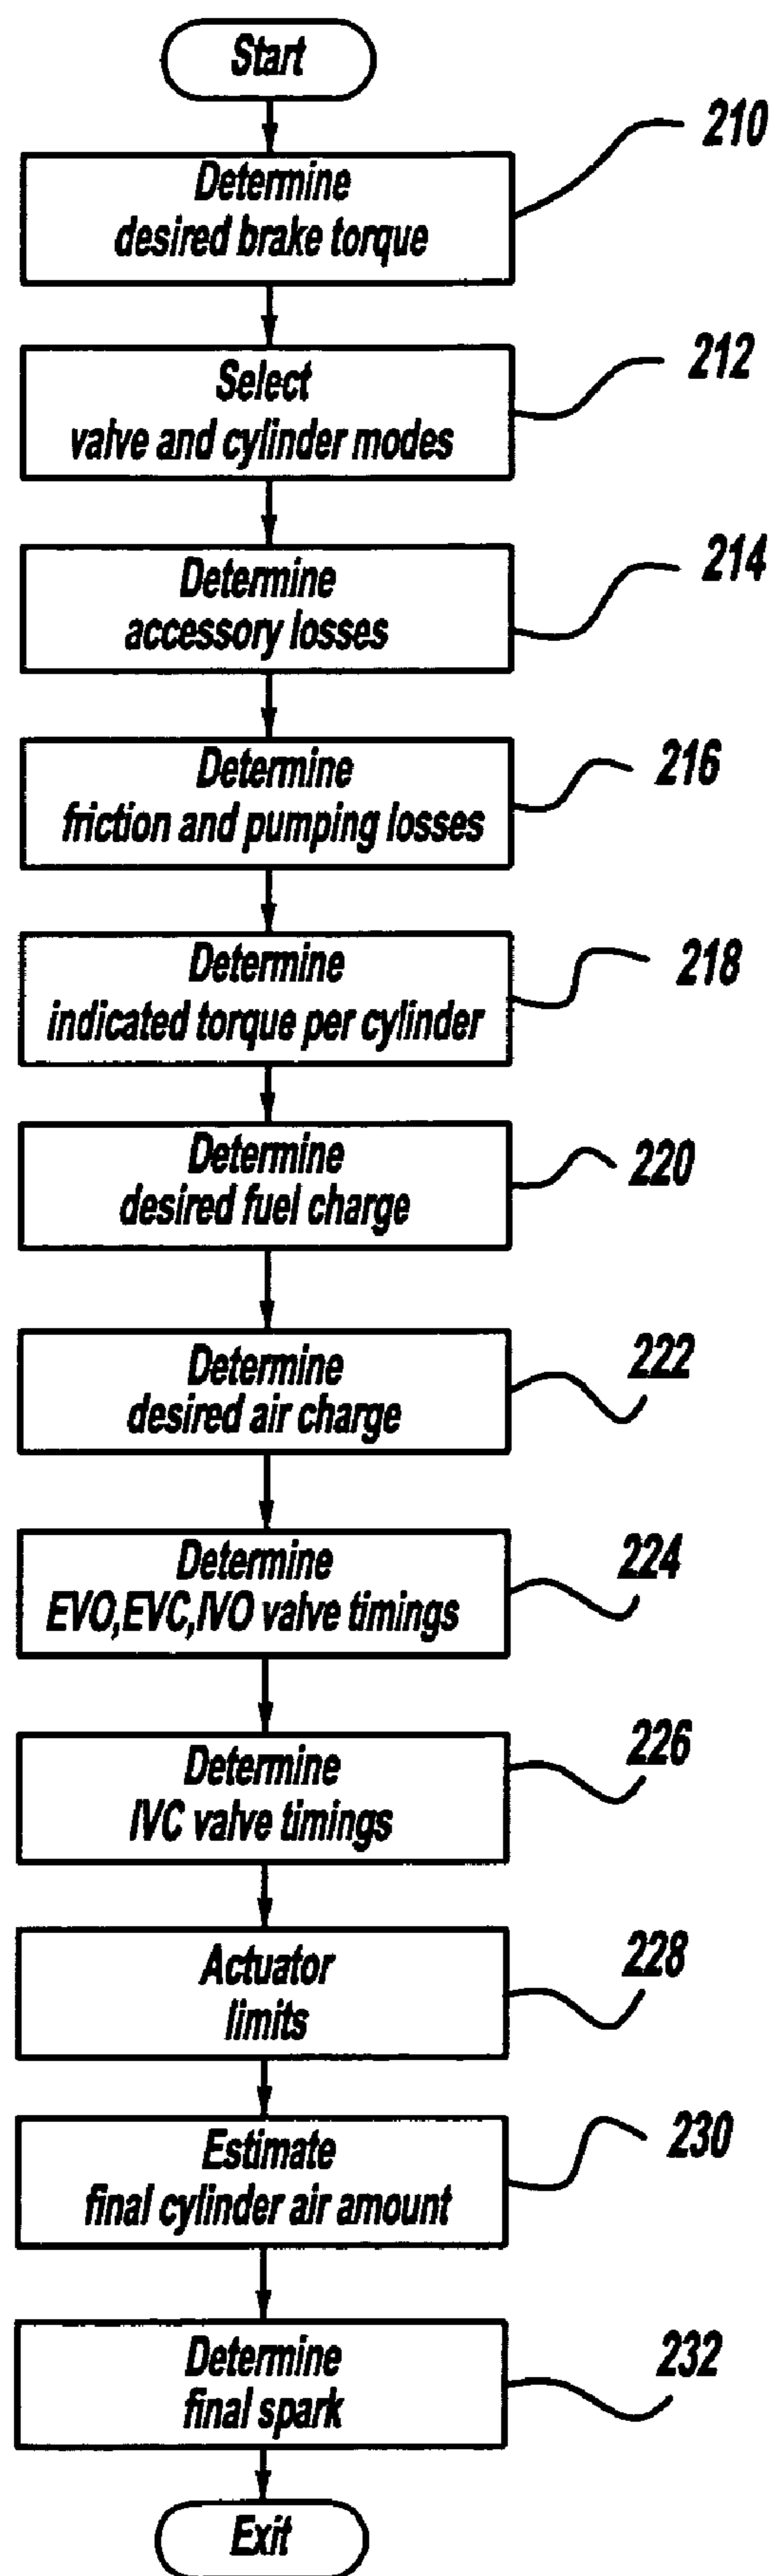 Start
210
Determine
desired brake torque
212
Select
valve and cylinder modes
214
Determine
accessory losses
216
Determine
friction and pumping losses
218
Determine
indicated torque per cylinder
220
Determine
desired fuel charge
222
Determine
desired air charge
224
Determine
EVO,EVC,IVO valve timings
226
Determine
IVC valve timings
228
Actuator
limits
230
Estimate
final cylinder air amount
232
Determine
final spark
Exit